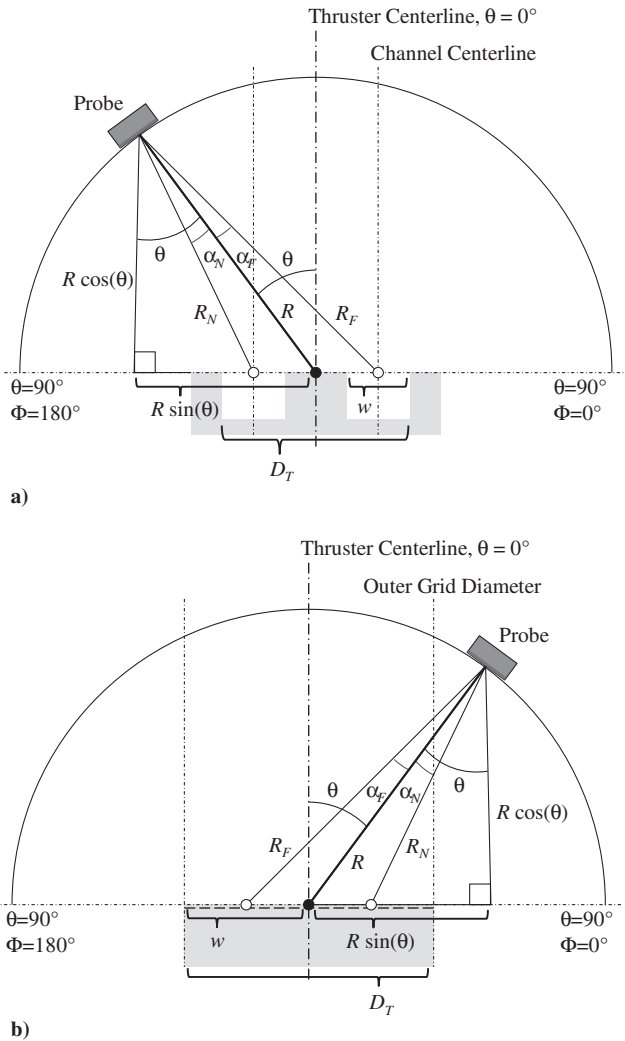 Thruster Centerline, θ = 0°
Channel Centerline
Probe
θ
α_N
α_F
θ
R cos(θ)
R_N
R
R_F
θ=90°
Φ=180°
R sin(θ)
w
θ=90°
Φ=0°
D_T
a)
Thruster Centerline, θ = 0°
Outer Grid Diameter
Probe
θ
α_F
α_N
θ
R cos(θ)
R_F
R
R_N
θ=90°
Φ=180°
w
R sin(θ)
θ=90°
Φ=0°
D_T
b)